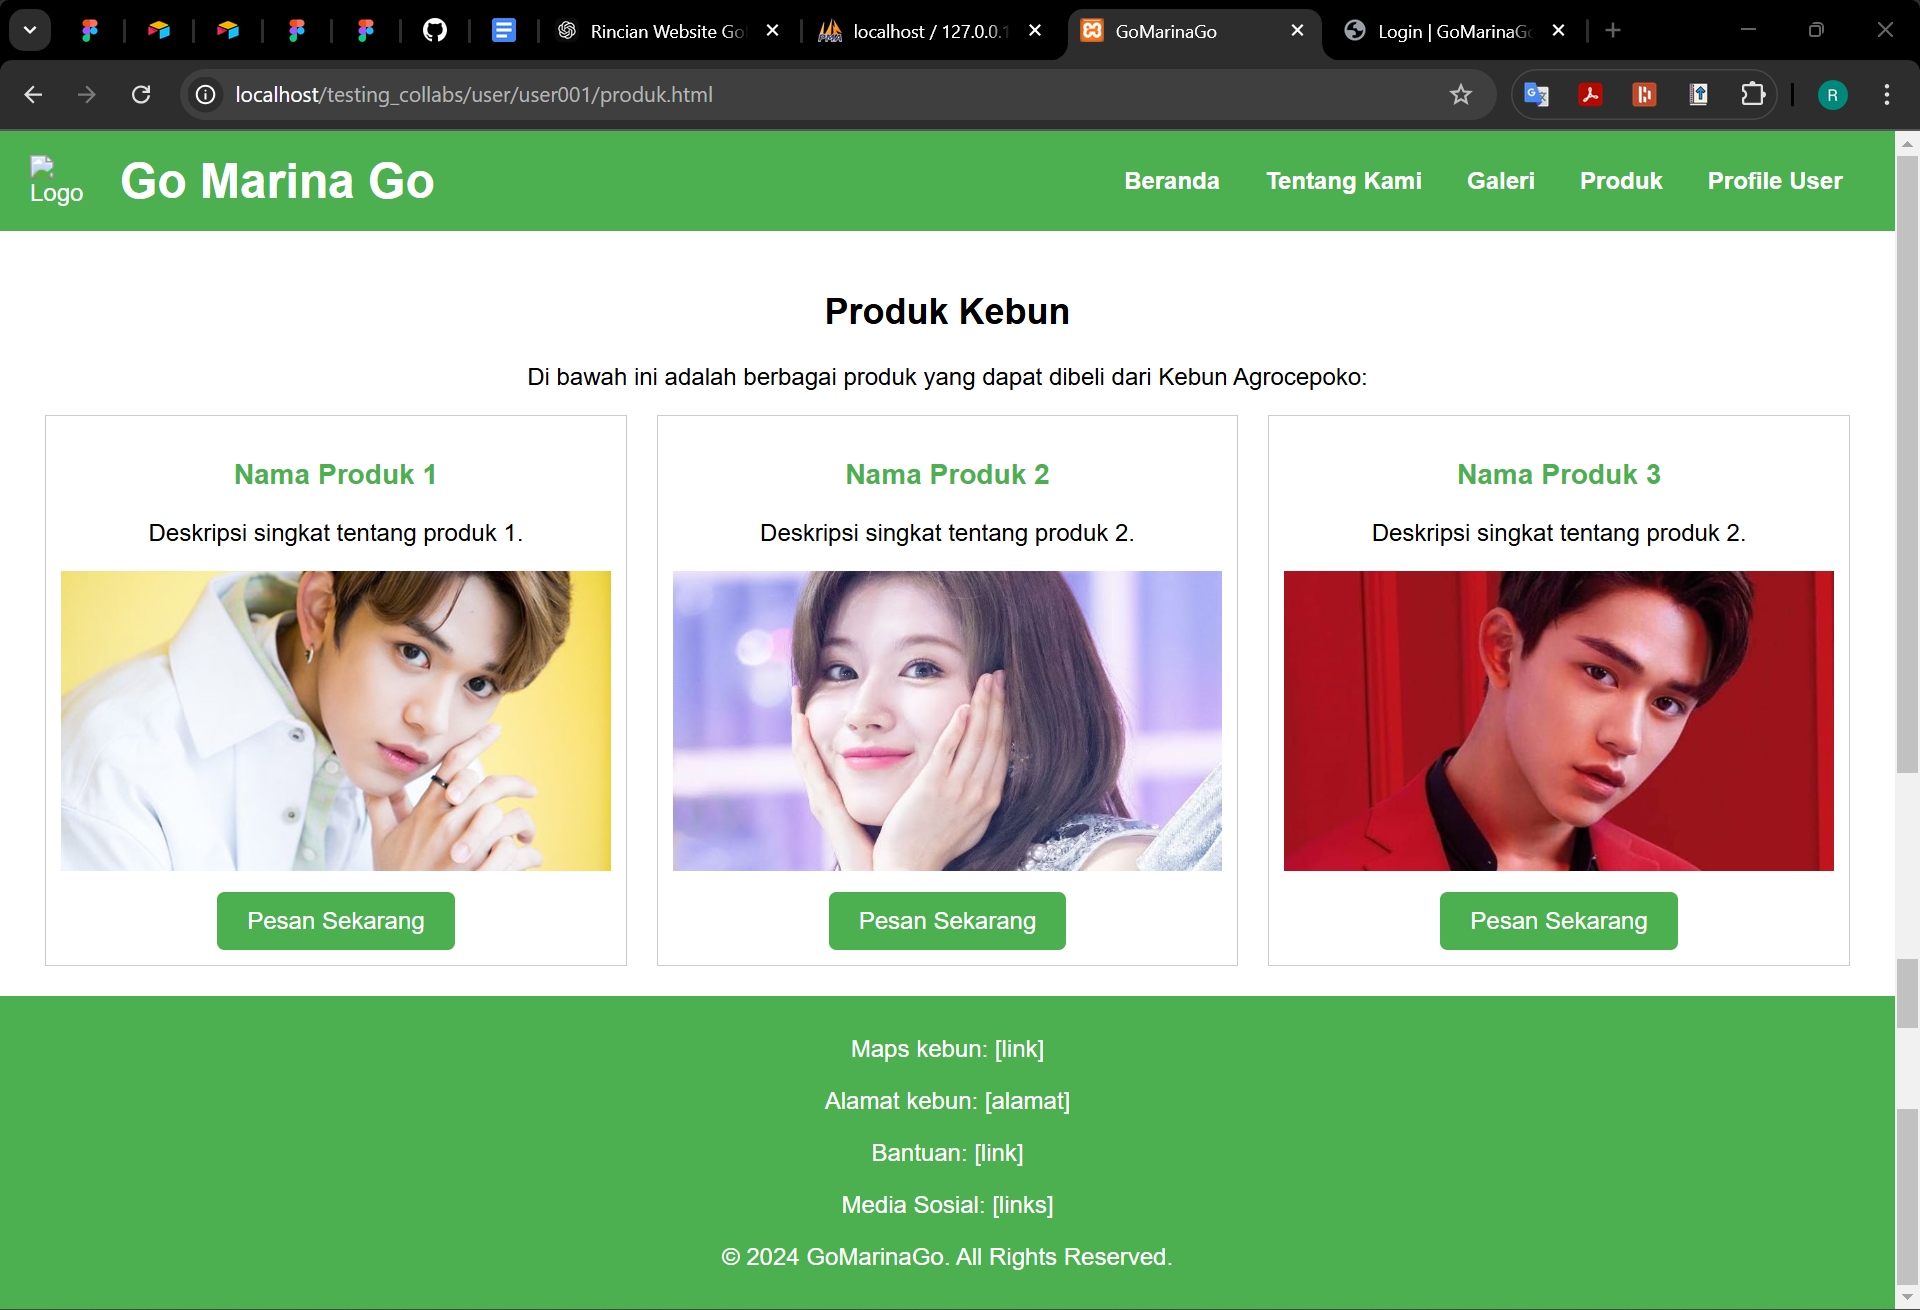 Rincian Website Go
localhost / 127.0.0.1
GoMarinaGo
Login | GoMarinaGo
localhost/testing_collabs/user/user001/produk.html
R
Logo
Go Marina Go
Beranda
Tentang Kami
Galeri
Produk
Profile User
Produk Kebun
Di bawah ini adalah berbagai produk yang dapat dibeli dari Kebun Agrocepoko:
Nama Produk 1
Deskripsi singkat tentang produk 1.
Pesan Sekarang
Nama Produk 2
Deskripsi singkat tentang produk 2.
Pesan Sekarang
Nama Produk 3
Deskripsi singkat tentang produk 2.
Pesan Sekarang
Maps kebun: [link]
Alamat kebun: [alamat]
Bantuan: [link]
Media Sosial: [links]
© 2024 GoMarinaGo. All Rights Reserved.